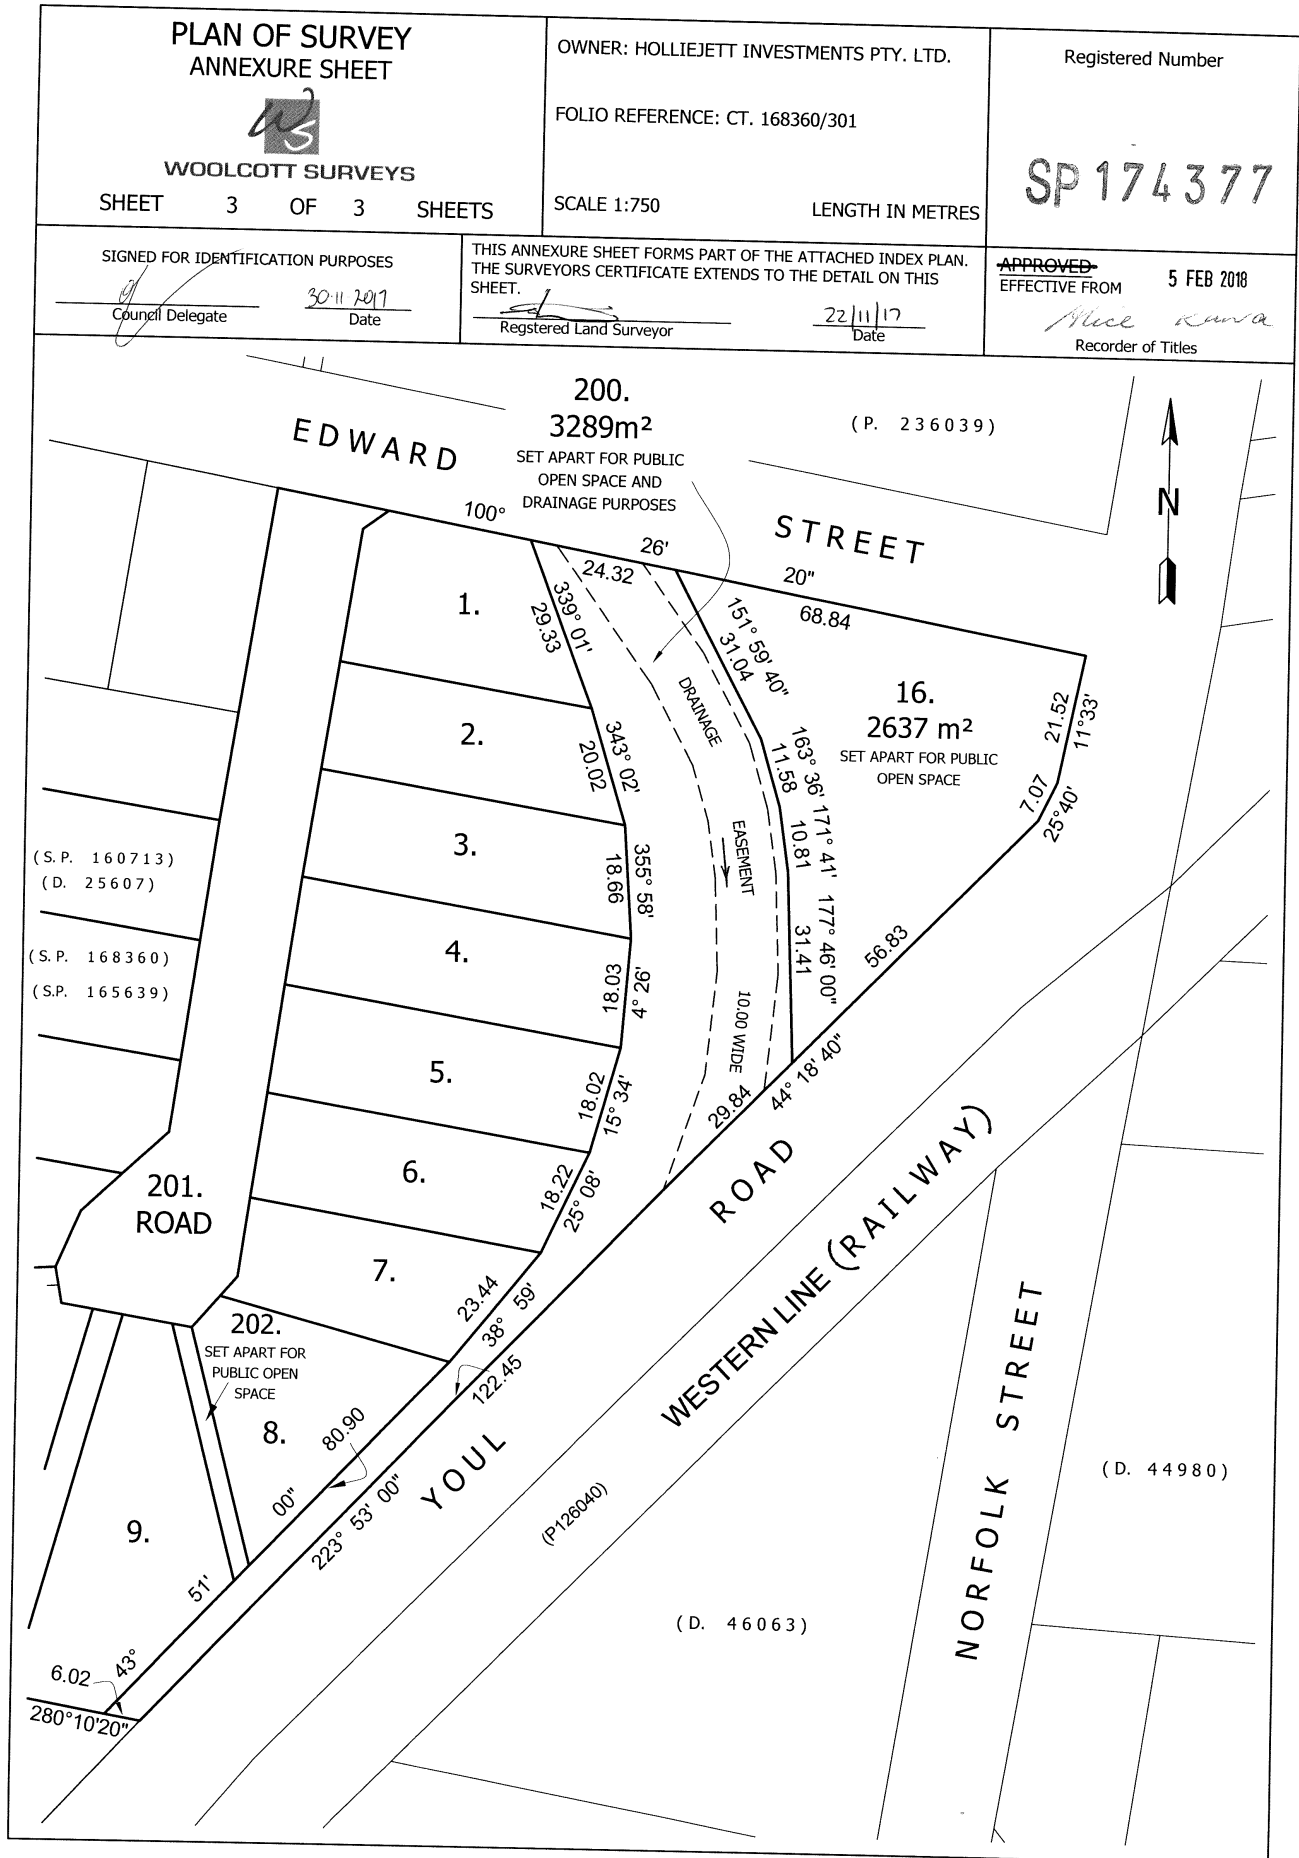 PLAN OF SURVEY
ANNEXURE SHEET
WS
WOOLCOTT SURVEYS
SHEET 3 OF 3 SHEETS
OWNER: HOLLIEJETT INVESTMENTS PTY. LTD.
FOLIO REFERENCE: CT. 168360/301
SCALE 1:750 LENGTH IN METRES
Registered Number
SP 174377
SIGNED FOR IDENTIFICATION PURPOSES
30·11 2017
Council Delegate Date
THIS ANNEXURE SHEET FORMS PART OF THE ATTACHED INDEX PLAN.
THE SURVEYORS CERTIFICATE EXTENDS TO THE DETAIL ON THIS
SHEET.
22/11/17
Regstered Land Surveyor Date
APPROVED
EFFECTIVE FROM 5 FEB 2018
Alice
Recorder of Titles
200.
3289m²
SET APART FOR PUBLIC
OPEN SPACE AND
DRAINAGE PURPOSES
(P. 236039)
EDWARD STREET
N
100° 26' 20"
24.32
68.84
1.
339° 01'
29.33
151° 59' 40"
31.04
16.
2637 m²
SET APART FOR PUBLIC
OPEN SPACE
21.52
11°33'
7.07
25°40'
2.
343° 02'
20.02
163° 36'
11.58
171° 41'
10.81
177° 46' 00"
31.41
DRAINAGE EASEMENT 10.00 WIDE
3.
355° 58'
18.66
(S.P. 160713)
(D. 25607)
4.
18.03
4° 26'
56.83
(S.P. 168360)
(S.P. 165639)
5.
18.02
15° 34'
29.84
44° 18' 40"
6.
18.22
25° 08'
201.
ROAD
7.
23.44
38° 59'
122.45
202.
SET APART FOR
PUBLIC OPEN
SPACE
8.
80.90
9.
43° 51' 00"
223° 53' 00"
YOUL ROAD
WESTERN LINE (RAILWAY)
(P126040)
NORFOLK STREET
(D. 44980)
(D. 46063)
6.02
280°10'20"